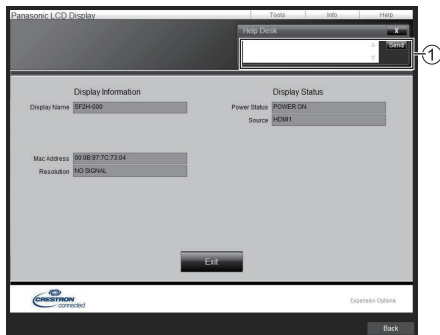 Panasonic LCD Display
Tools Info Help
Help Desk X
Send
1
Display Information Display Status
Display Name SF2H-000 Power Status POWER ON
Source HDMI1
Mac Address 00:0B:97:7C:73:04
Resolution NO SIGNAL
Exit
CRESTRON connected
Expansion Options
Back